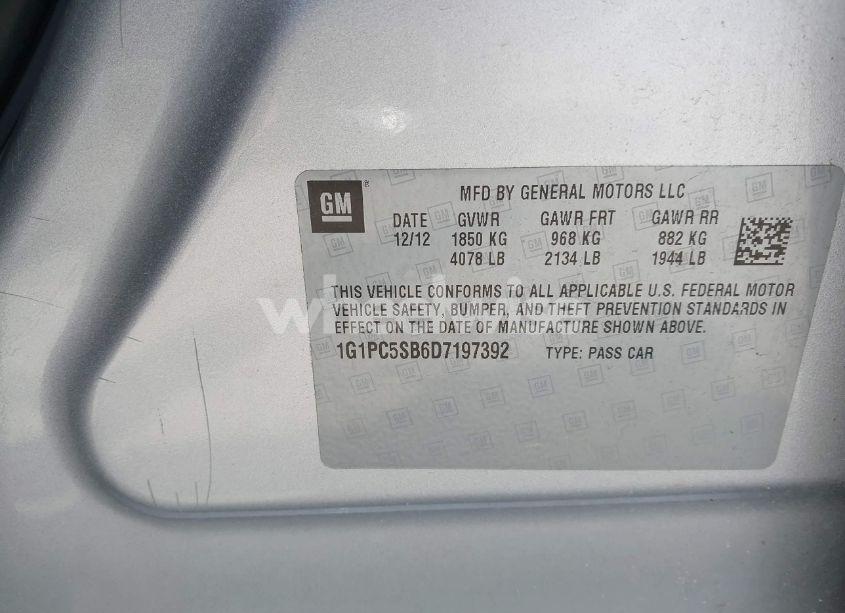 GM
MFD BY GENERAL MOTORS LLC
DATE GVWR GAWR FRT GAWR RR
12/12 1850 KG 968 KG 882 KG
4078 LB 2134 LB 1944 LB
THIS VEHICLE CONFORMS TO ALL APPLICABLE U.S. FEDERAL MOTOR
VEHICLE SAFETY, BUMPER, AND THEFT PREVENTION STANDARDS IN
EFFECT ON THE DATE OF MANUFACTURE SHOWN ABOVE.
1G1PC5SB6D7197392 TYPE: PASS CAR